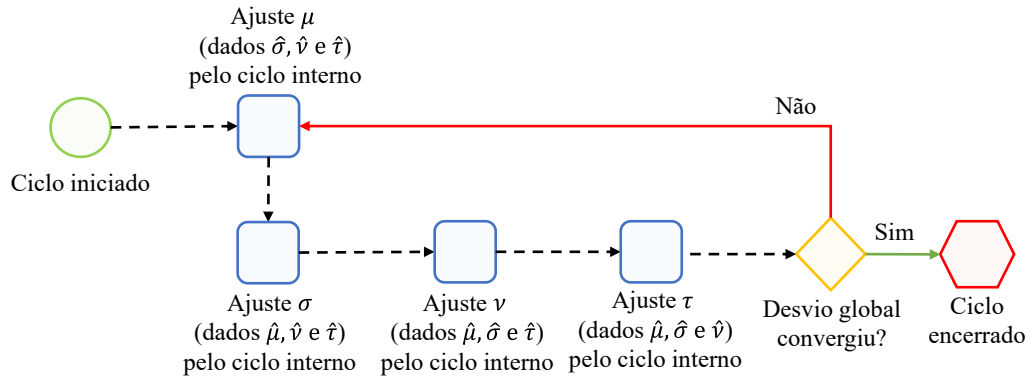 Ajuste μ
(dados σ̂, ν̂ e τ̂)
pelo ciclo interno
Não
Ciclo iniciado
Sim
Ajuste σ
(dados μ̂, ν̂ e τ̂)
pelo ciclo interno
Ajuste ν
(dados μ̂, σ̂ e τ̂)
pelo ciclo interno
Ajuste τ
(dados μ̂, σ̂ e ν̂)
pelo ciclo interno
Desvio global
convergiu?
Ciclo
encerrado